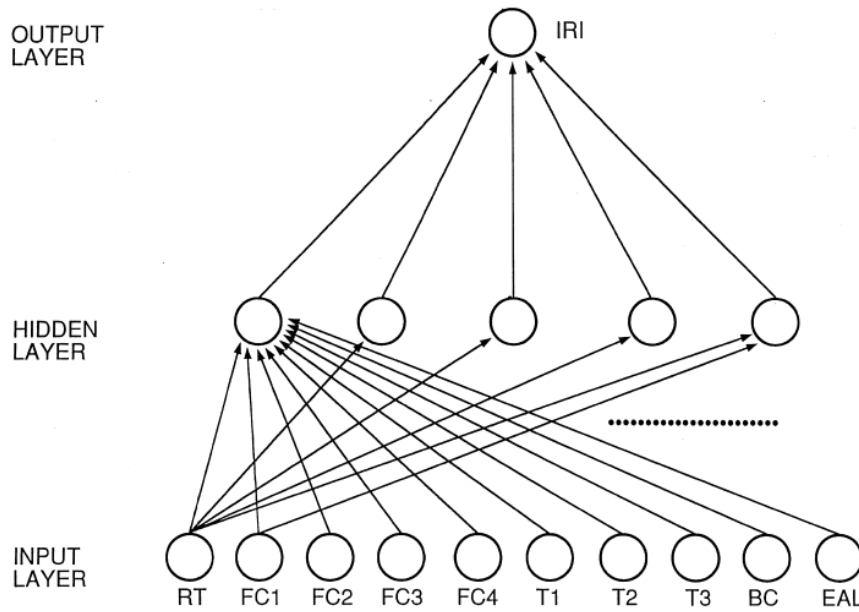 OUTPUT
LAYER
IRI
HIDDEN
LAYER
INPUT
LAYER
RT FC1 FC2 FC3 FC4 T1 T2 T3 BC EAL